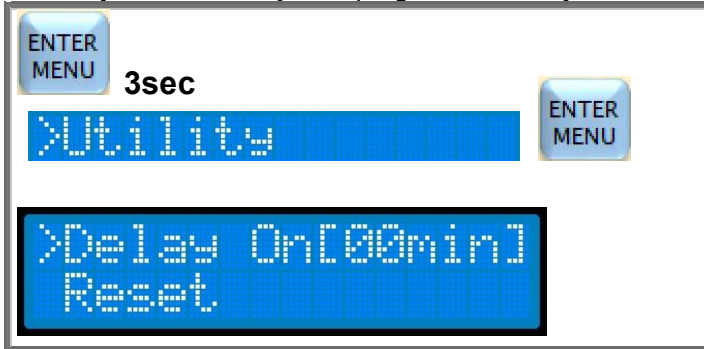 ENTER
MENU
3sec
>Utility
ENTER
MENU
>Delay On[00min]
Reset